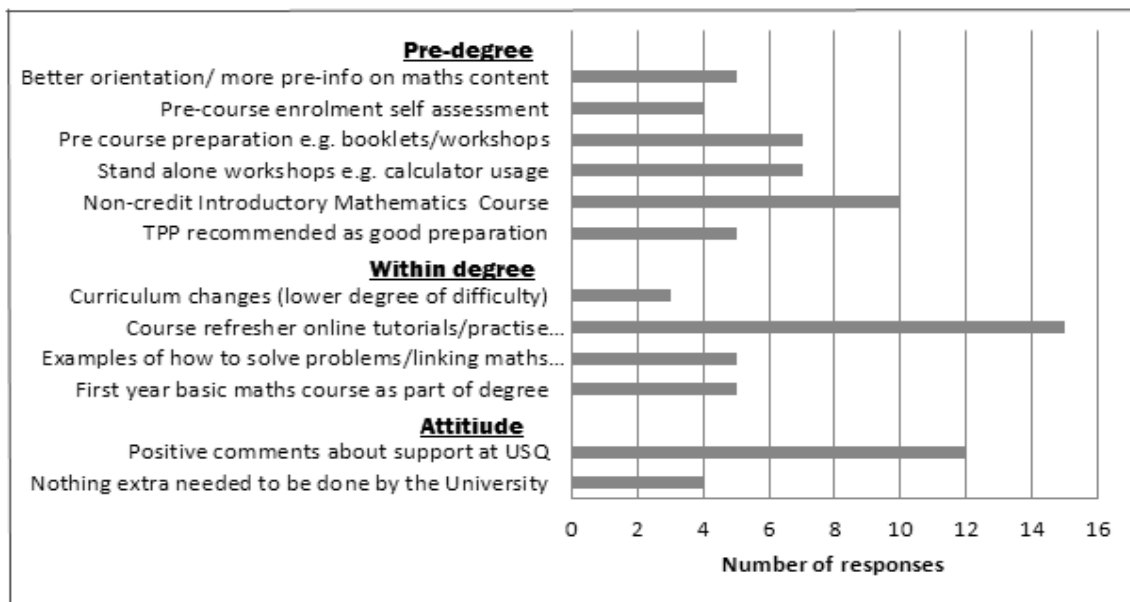 Pre-degree
Better orientation/ more pre-info on maths content
Pre-course enrolment self assessment
Pre course preparation e.g. booklets/workshops
Stand alone workshops e.g. calculator usage
Non-credit Introductory Mathematics Course
TPP recommended as good preparation
Within degree
Curriculum changes (lower degree of difficulty)
Course refresher online tutorials/practise...
Examples of how to solve problems/linking maths...
First year basic maths course as part of degree
Attitiude
Positive comments about support at USQ
Nothing extra needed to be done by the University
0 2 4 6 8 10 12 14 16
Number of responses